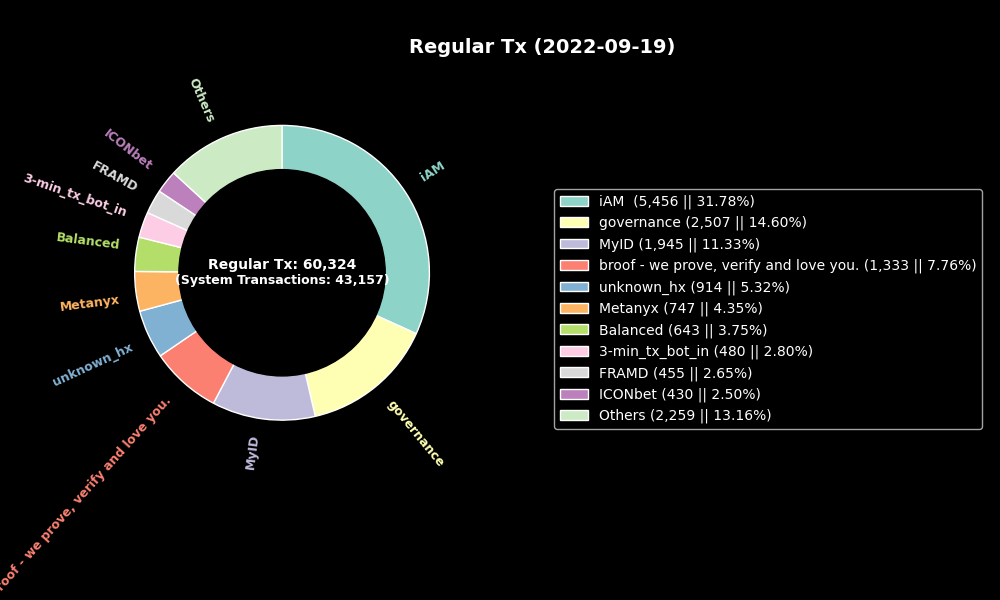 Regular Tx (2022-09-19)
Others
ICONbet
FRAMD
3-min_tx_bot_in
Balanced
Metanyx
unknown_hx
roof - we prove, verify and love you.
MyID
governance
iAM
Regular Tx: 60,324
(System Transactions: 43,157)
iAM  (5,456 || 31.78%)
governance (2,507 || 14.60%)
MyID (1,945 || 11.33%)
broof - we prove, verify and love you. (1,333 || 7.76%)
unknown_hx (914 || 5.32%)
Metanyx (747 || 4.35%)
Balanced (643 || 3.75%)
3-min_tx_bot_in (480 || 2.80%)
FRAMD (455 || 2.65%)
ICONbet (430 || 2.50%)
Others (2,259 || 13.16%)